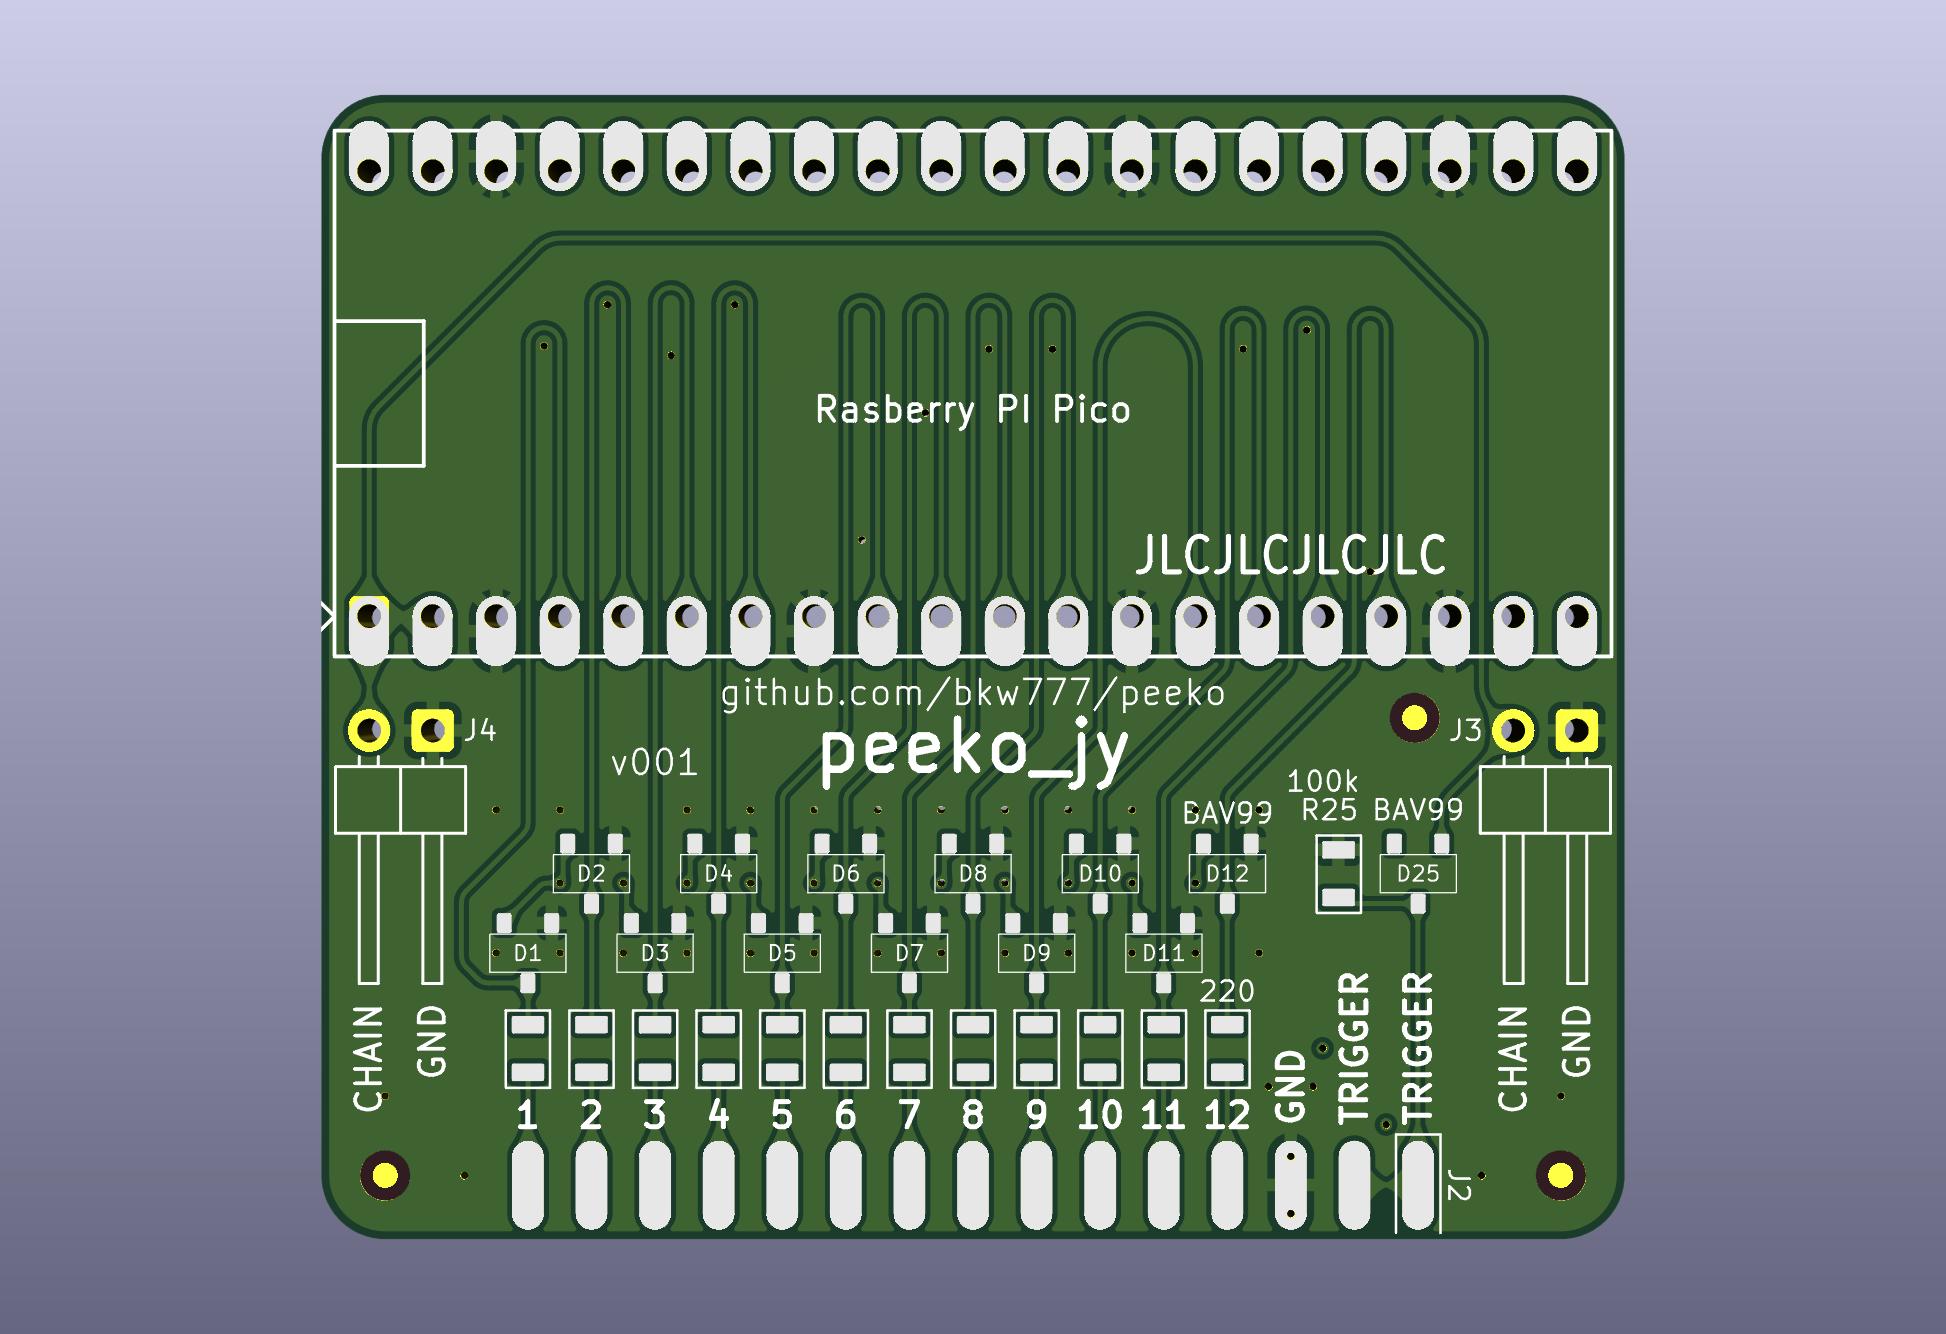 Rasberry PI Pico
JLCJLCJLCJLC
github.com/bkw777/peeko
peeko_jy
v001
J4
J3
100k
BAV99
R25
BAV99
D2
D4
D6
D8
D10
D12
D25
D1
D3
D5
D7
D9
D11
220
CHAIN
GND
1
2
3
4
5
6
7
8
9
10
11
12
GND
TRIGGER
TRIGGER
CHAIN
GND
J2